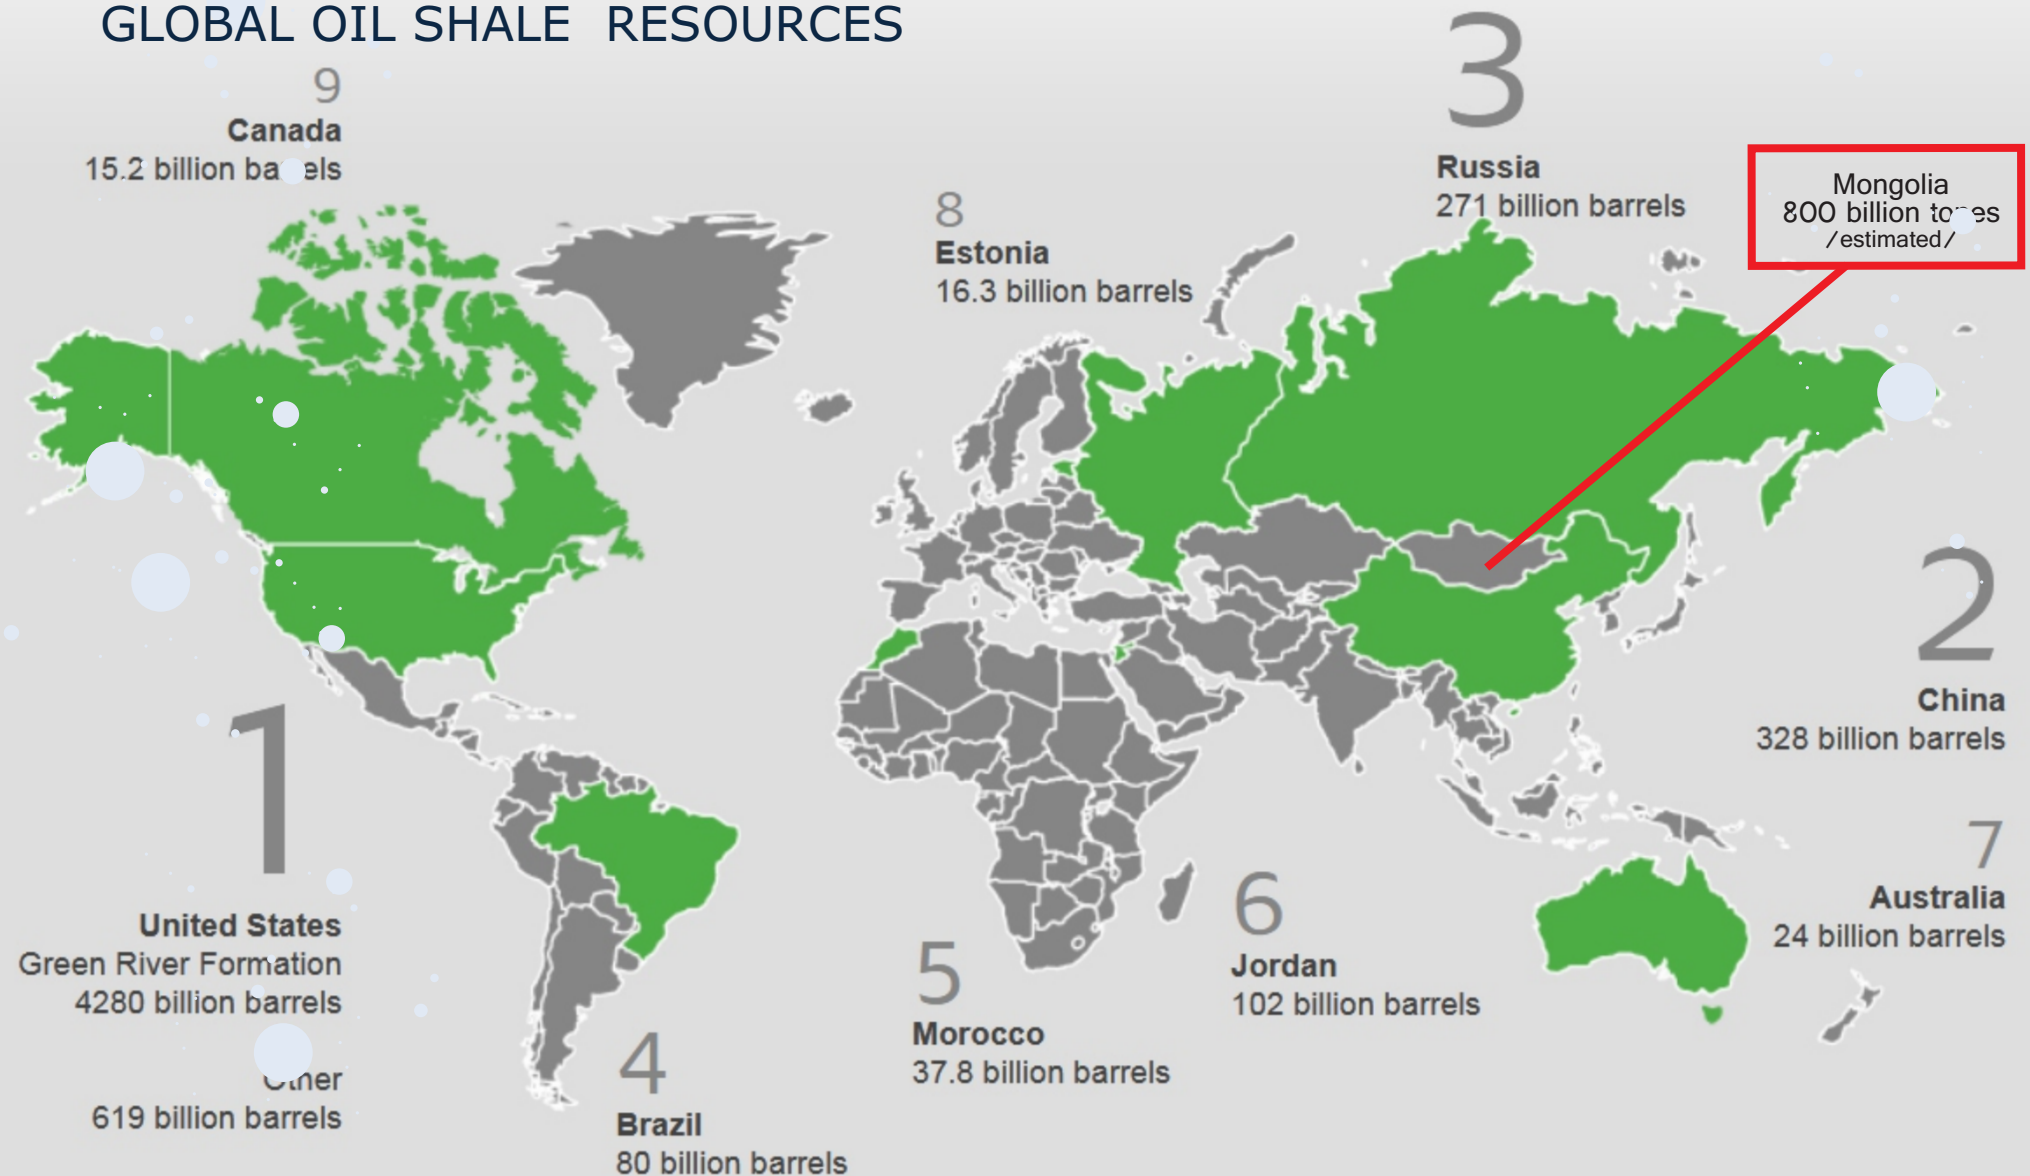 GLOBAL OIL SHALE RESOURCES
9
Canada
15.2 billion barrels
8
Estonia
16.3 billion barrels
3
Russia
271 billion barrels
Mongolia
800 billion tones
/estimated/
2
China
328 billion barrels
1
United States
Green River Formation
4280 billion barrels
Other
619 billion barrels
4
Brazil
80 billion barrels
5
Morocco
37.8 billion barrels
6
Jordan
102 billion barrels
7
Australia
24 billion barrels